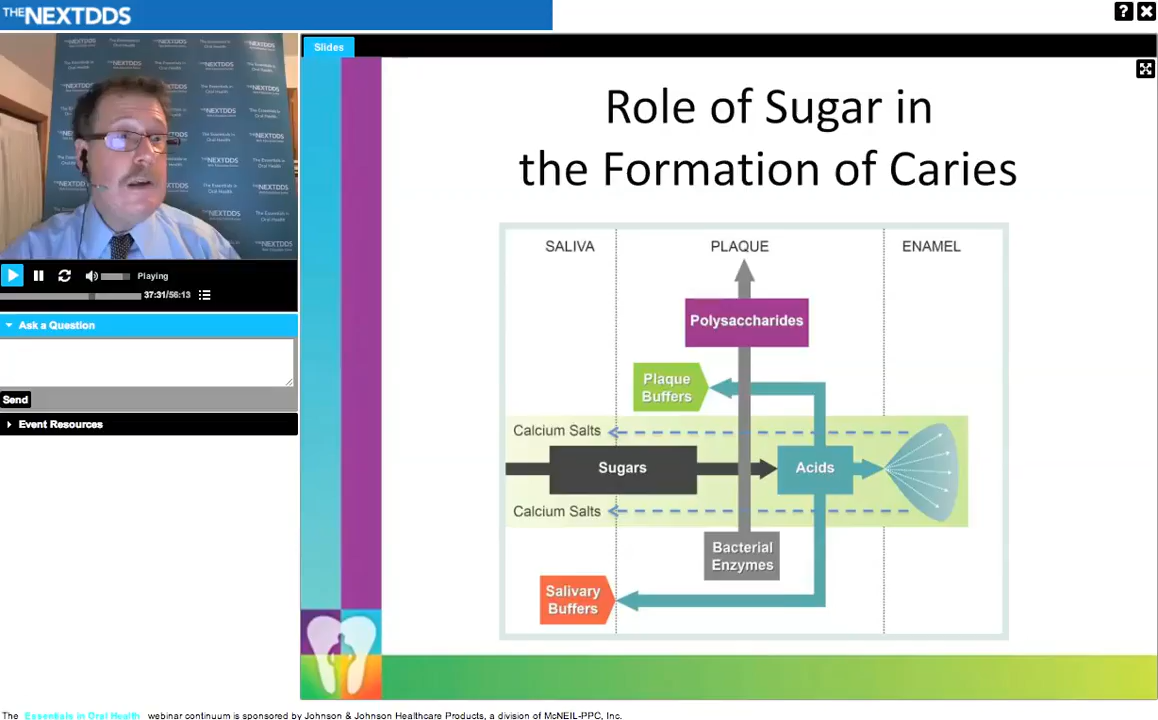 THENEXTDDS
? X
Slides
Playing
37:31/56:13
Ask a Question
Send
Event Resources
Role of Sugar in
the Formation of Caries
SALIVA PLAQUE ENAMEL
Polysaccharides
Plaque
Buffers
Calcium Salts
Sugars
Acids
Calcium Salts
Bacterial
Enzymes
Salivary
Buffers
The Essentials in Oral Health webinar continuum is sponsored by Johnson & Johnson Healthcare Products, a division of McNEIL-PPC, Inc.